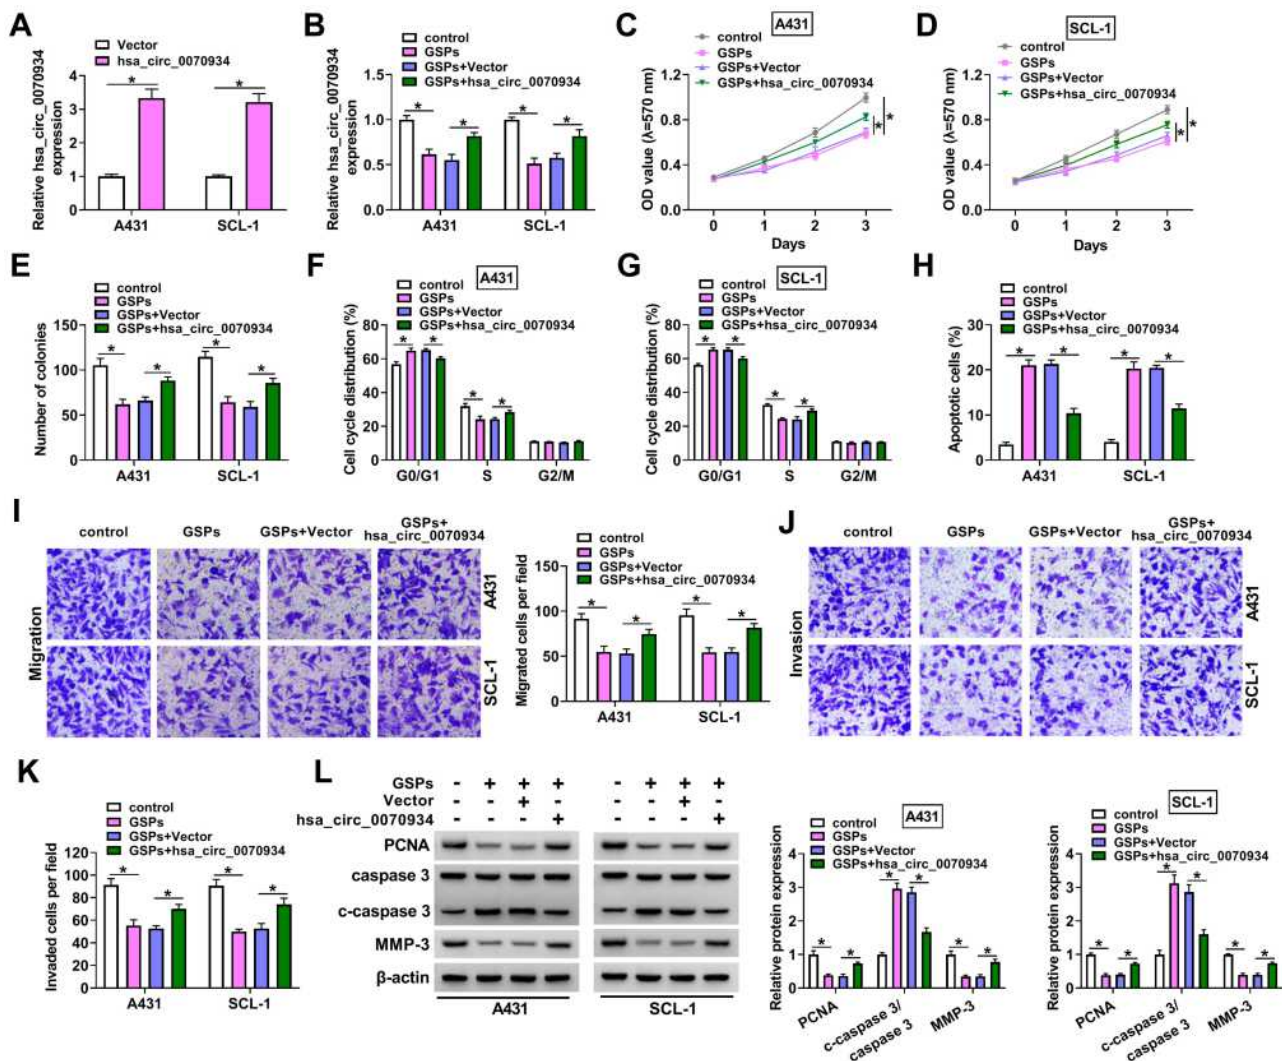 A
Vector
hsa_circ_0070934
Relative hsa_circ_0070934
expression
4
3
2
1
0
*
*
A431
SCL-1
B
control
GSPs
GSPs+Vector
GSPs+hsa_circ_0070934
Relative hsa_circ_0070934
expression
1.5
1.0
0.5
0.0
*
*
*
*
A431
SCL-1
C
A431
control
GSPs
GSPs+Vector
GSPs+hsa_circ_0070934
OD value (λ=570 nm)
1.2
0.8
0.4
0.0
*
*
0 1 2 3
Days
D
SCL-1
control
GSPs
GSPs+Vector
GSPs+hsa_circ_0070934
OD value (λ=570 nm)
1.2
0.8
0.4
0.0
*
*
0 1 2 3
Days
E
control
GSPs
GSPs+Vector
GSPs+hsa_circ_0070934
Number of colonies
150
100
50
0
*
*
*
*
A431
SCL-1
F
A431
control
GSPs
GSPs+Vector
GSPs+hsa_circ_0070934
Cell cycle distribution (%)
80
60
40
20
0
* *
* *
G0/G1 S G2/M
G
SCL-1
control
GSPs
GSPs+Vector
GSPs+hsa_circ_0070934
Cell cycle distribution (%)
80
60
40
20
0
* *
* *
G0/G1 S G2/M
H
control
GSPs
GSPs+Vector
GSPs+hsa_circ_0070934
Apoptotic cells (%)
30
20
10
0
*
*
*
*
A431
SCL-1
I
control
GSPs
GSPs+Vector
GSPs+
hsa_circ_0070934
Migration
A431
SCL-1
control
GSPs
GSPs+Vector
GSPs+hsa_circ_0070934
Migrated cells per field
150
100
50
0
*
*
*
*
A431
SCL-1
J
control
GSPs
GSPs+Vector
GSPs+
hsa_circ_0070934
Invasion
A431
SCL-1
K
control
GSPs
GSPs+Vector
GSPs+hsa_circ_0070934
Invaded cells per field
120
100
80
60
40
20
0
*
*
*
*
A431
SCL-1
L
GSPs - + + + - + + +
Vector - - + - - - + -
hsa_circ_0070934 - - - + - - - +
PCNA
caspase 3
c-caspase 3
MMP-3
β-actin
A431
SCL-1
A431
control
GSPs
GSPs+Vector
GSPs+hsa_circ_0070934
Relative protein expression
4
3
2
1
0
* *
* *
* *
PCNA
c-caspase 3/
caspase 3
MMP-3
SCL-1
control
GSPs
GSPs+Vector
GSPs+hsa_circ_0070934
Relative protein expression
4
3
2
1
0
* *
* *
* *
PCNA
c-caspase 3/
caspase 3
MMP-3